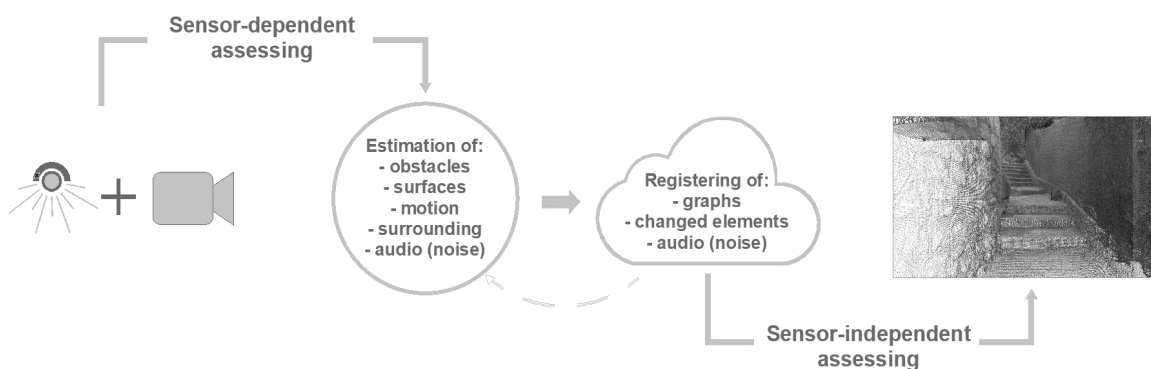 Sensor-dependent
assessing
Estimation of:
- obstacles
- surfaces
- motion
- surrounding
- audio (noise)
Registering of:
- graphs
- changed elements
- audio (noise)
Sensor-independent
assessing